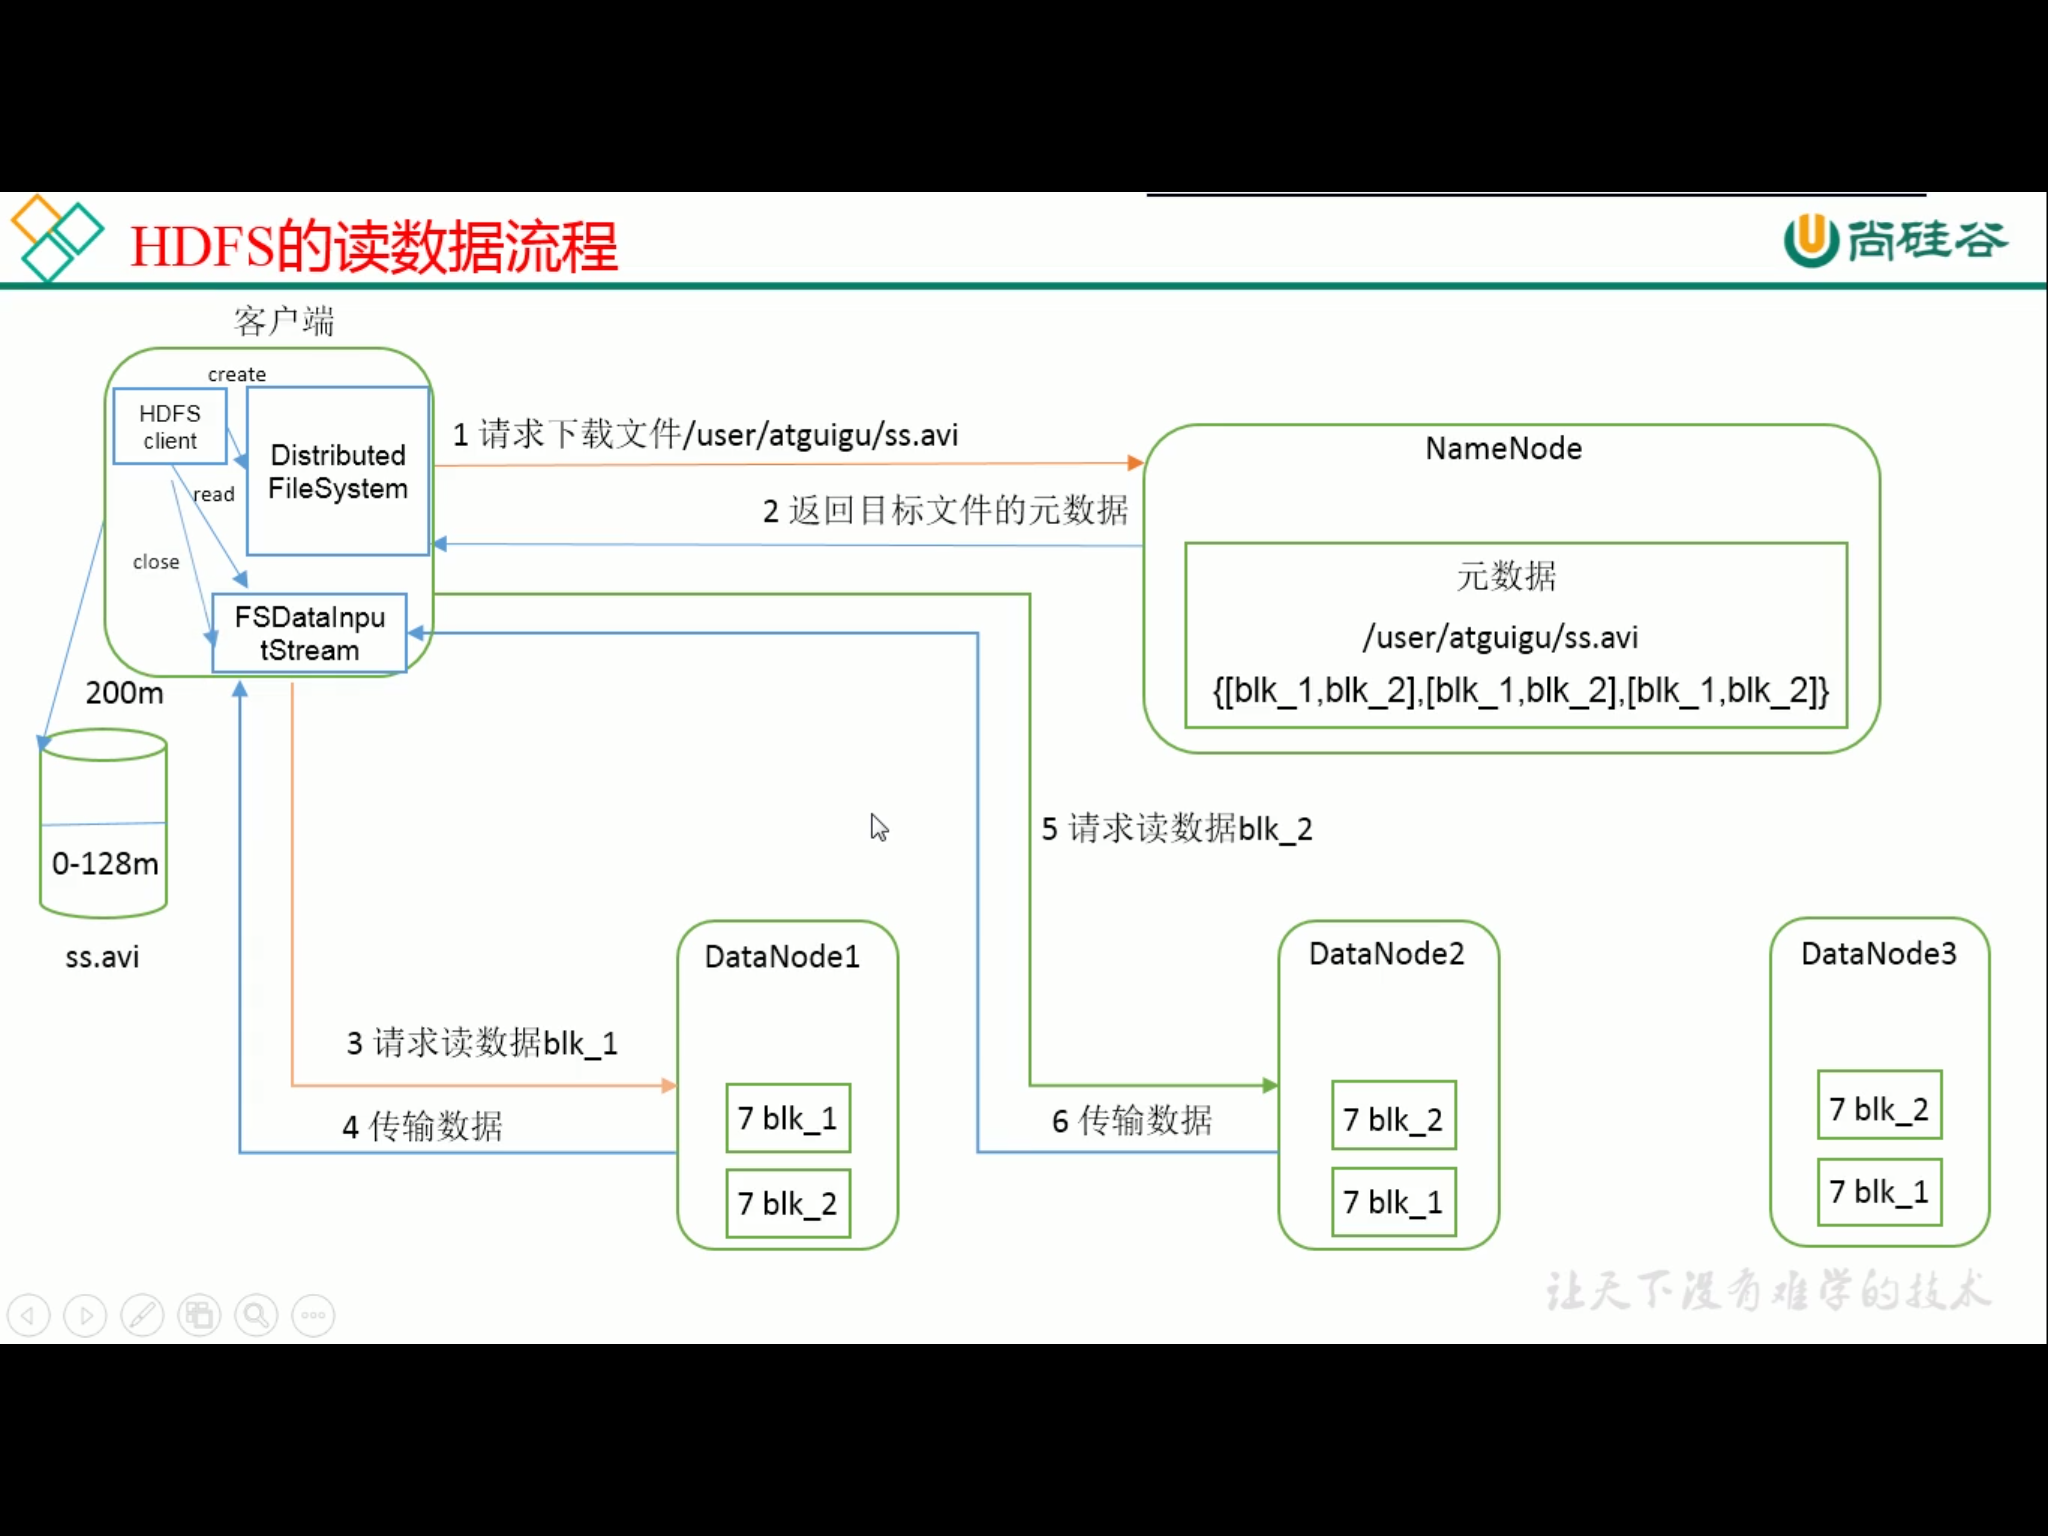 HDFS的读数据流程
尚硅谷
客户端
create
HDFS
client
Distributed
FileSystem
read
close
FSDataInpu
tStream
1 请求下载文件/user/atguigu/ss.avi
2 返回目标文件的元数据
NameNode
元数据
/user/atguigu/ss.avi
{[blk_1,blk_2],[blk_1,blk_2],[blk_1,blk_2]}
200m
0-128m
ss.avi
5 请求读数据blk_2
3 请求读数据blk_1
4 传输数据
6 传输数据
DataNode1
7 blk_1
7 blk_2
DataNode2
7 blk_2
7 blk_1
DataNode3
7 blk_2
7 blk_1
让天下没有难学的技术